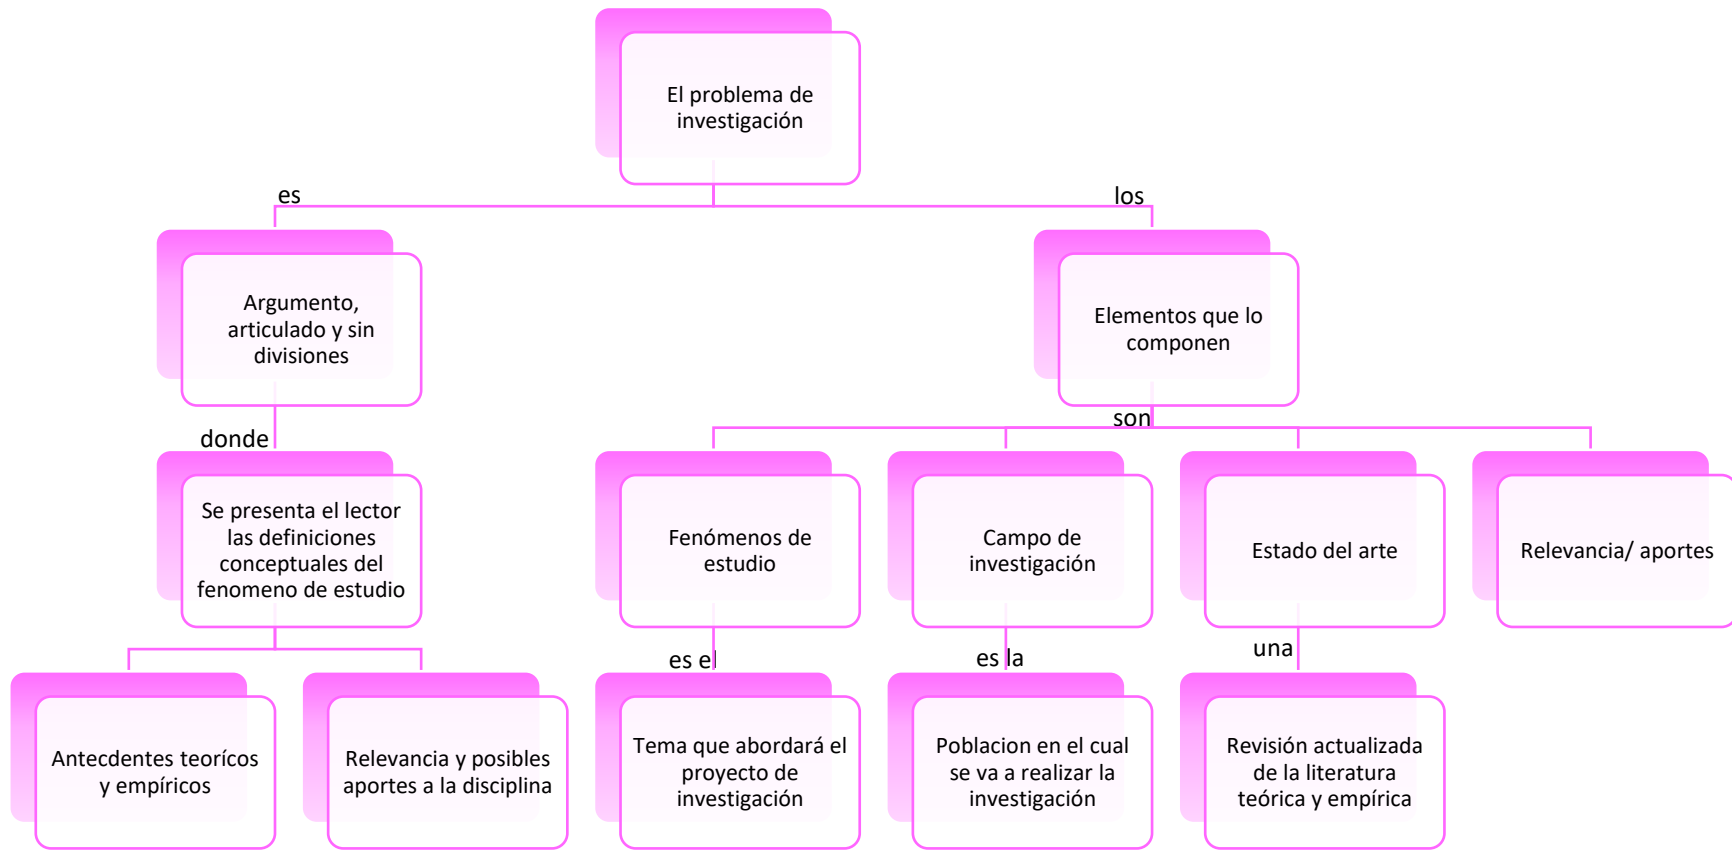 El problema de
investigación
es
los
Argumento,
articulado y sin
divisiones
Elementos que lo
componen
donde
son
Se presenta el lector
las definiciones
conceptuales del
fenomeno de estudio
Fenómenos de
estudio
Campo de
investigación
Estado del arte
Relevancia/ aportes
es el
es la
una
Antecdentes teorícos
y empíricos
Relevancia y posibles
aportes a la disciplina
Tema que abordará el
proyecto de
investigación
Poblacion en el cual
se va a realizar la
investigación
Revisión actualizada
de la literatura
teórica y empírica